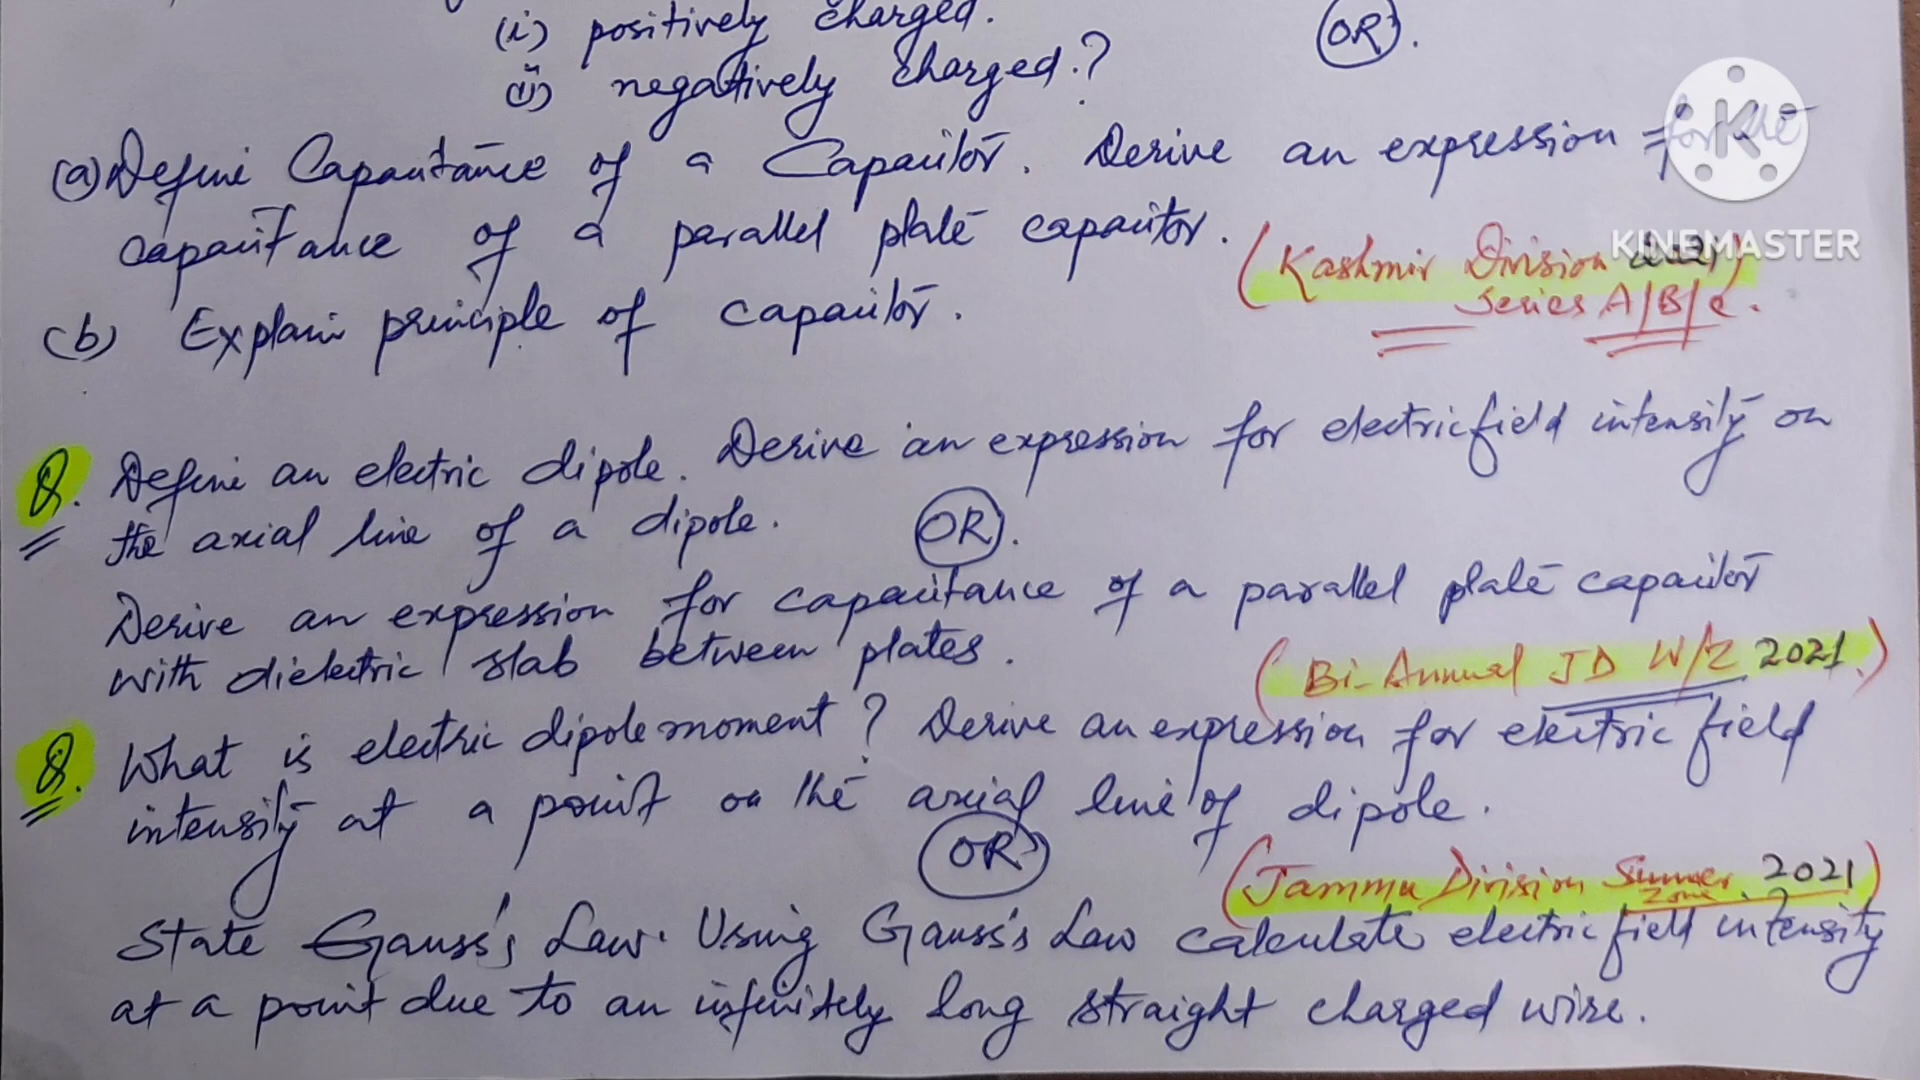 (i) positively charged.
(OR).
(ii) negatively charged.?
(a) Define Capacitance of a Capacitor. Derive an expression for the
capacitance of a parallel plate capacitor.
(Kashmir Division 2021)
Series A/B/C.
(b) Explain principle of capacitor.
Q. Define an electric dipole. Derive an expression for electric field intensity on
the axial line of a dipole.
(OR).
Derive an expression for capacitance of a parallel plate capacitor
with dielectric slab between plates.
(Bi-Annual JD W/Z 2021.)
Q. What is electric dipole moment? Derive an expression for electric field
intensity at a point on the axial line of dipole.
(OR)
(Jammu Division Summer Zone 2021)
State Gauss's Law. Using Gauss's Law calculate electric field intensity
at a point due to an infinitely long straight charged wire.
K
KINEMASTER